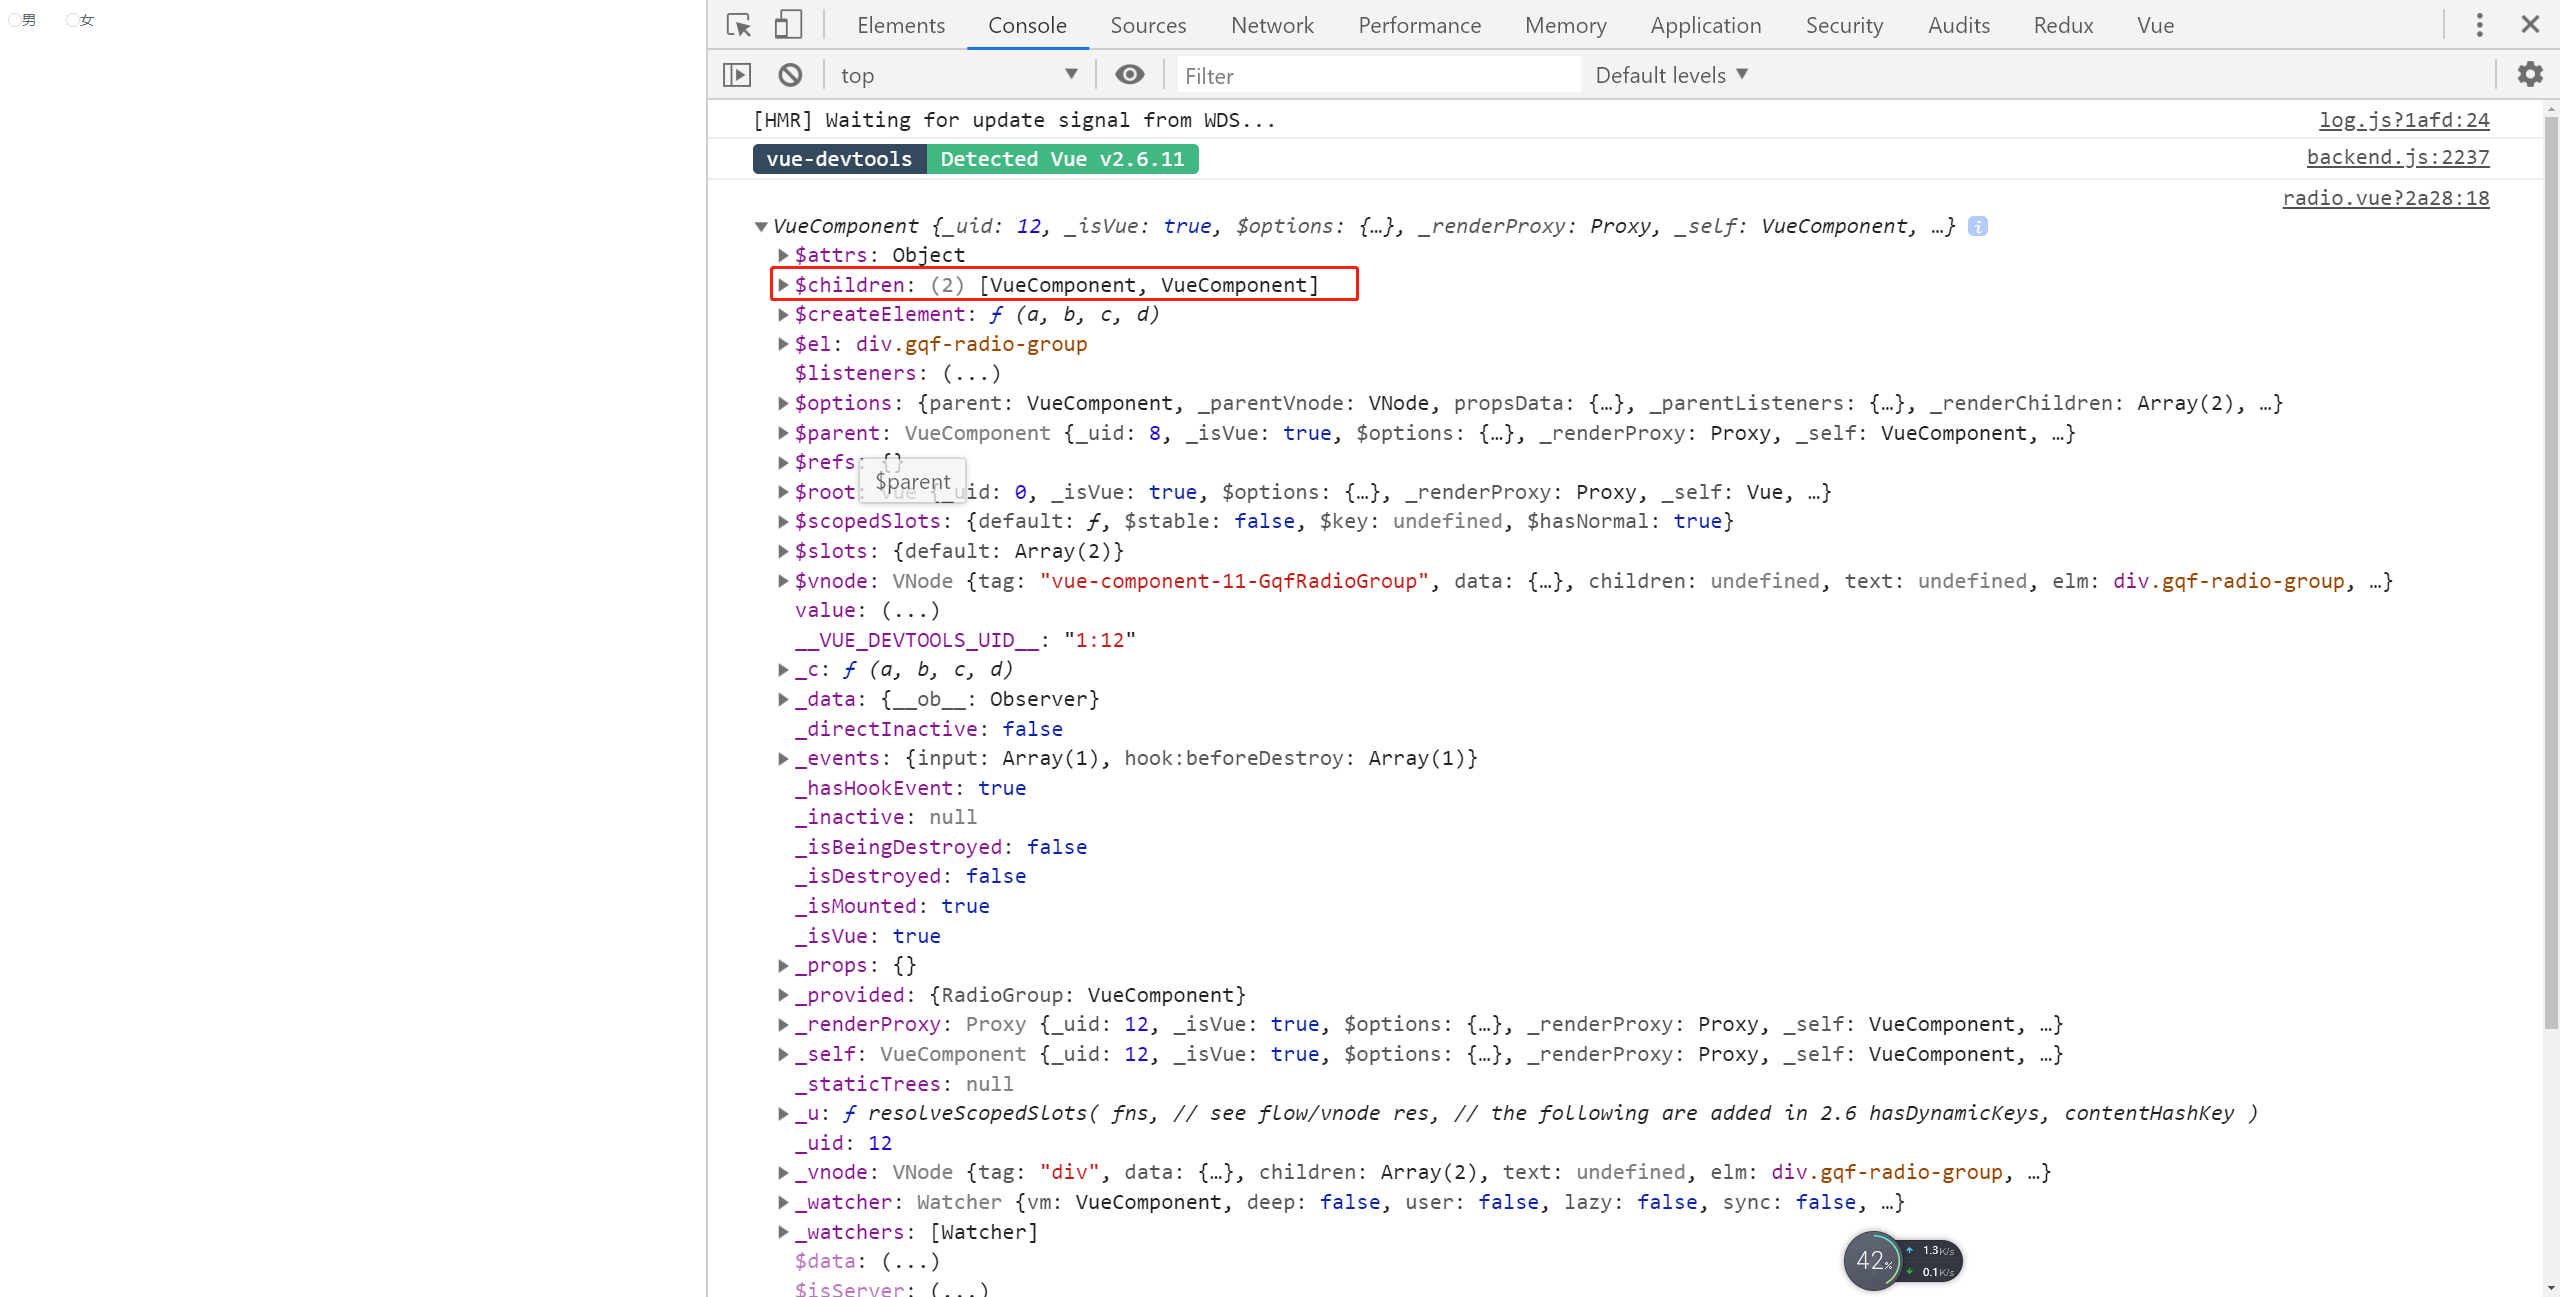 男 女
Elements Console Sources Network Performance Memory Application Security Audits Redux Vue
top Filter Default levels
[HMR] Waiting for update signal from WDS... log.js?1afd:24
vue-devtools Detected Vue v2.6.11 backend.js:2237
radio.vue?2a28:18
VueComponent {_uid: 12, _isVue: true, $options: {…}, _renderProxy: Proxy, _self: VueComponent, …}
$attrs: Object
$children: (2) [VueComponent, VueComponent]
$createElement: ƒ (a, b, c, d)
$el: div.gqf-radio-group
$listeners: (...)
$options: {parent: VueComponent, _parentVnode: VNode, propsData: {…}, _parentListeners: {…}, _renderChildren: Array(2), …}
$parent: VueComponent {_uid: 8, _isVue: true, $options: {…}, _renderProxy: Proxy, _self: VueComponent, …}
$refs: {}
$parent
$root: Vue {_uid: 0, _isVue: true, $options: {…}, _renderProxy: Proxy, _self: Vue, …}
$scopedSlots: {default: ƒ, $stable: false, $key: undefined, $hasNormal: true}
$slots: {default: Array(2)}
$vnode: VNode {tag: "vue-component-11-GqfRadioGroup", data: {…}, children: undefined, text: undefined, elm: div.gqf-radio-group, …}
value: (...)
__VUE_DEVTOOLS_UID__: "1:12"
_c: ƒ (a, b, c, d)
_data: {__ob__: Observer}
_directInactive: false
_events: {input: Array(1), hook:beforeDestroy: Array(1)}
_hasHookEvent: true
_inactive: null
_isBeingDestroyed: false
_isDestroyed: false
_isMounted: true
_isVue: true
_props: {}
_provided: {RadioGroup: VueComponent}
_renderProxy: Proxy {_uid: 12, _isVue: true, $options: {…}, _renderProxy: Proxy, _self: VueComponent, …}
_self: VueComponent {_uid: 12, _isVue: true, $options: {…}, _renderProxy: Proxy, _self: VueComponent, …}
_staticTrees: null
_u: ƒ resolveScopedSlots( fns, // see flow/vnode res, // the following are added in 2.6 hasDynamicKeys, contentHashKey )
_uid: 12
_vnode: VNode {tag: "div", data: {…}, children: Array(2), text: undefined, elm: div.gqf-radio-group, …}
_watcher: Watcher {vm: VueComponent, deep: false, user: false, lazy: false, sync: false, …}
_watchers: [Watcher]
$data: (...)
$isServer: (...)
42% 1.3K/s
0.1K/s